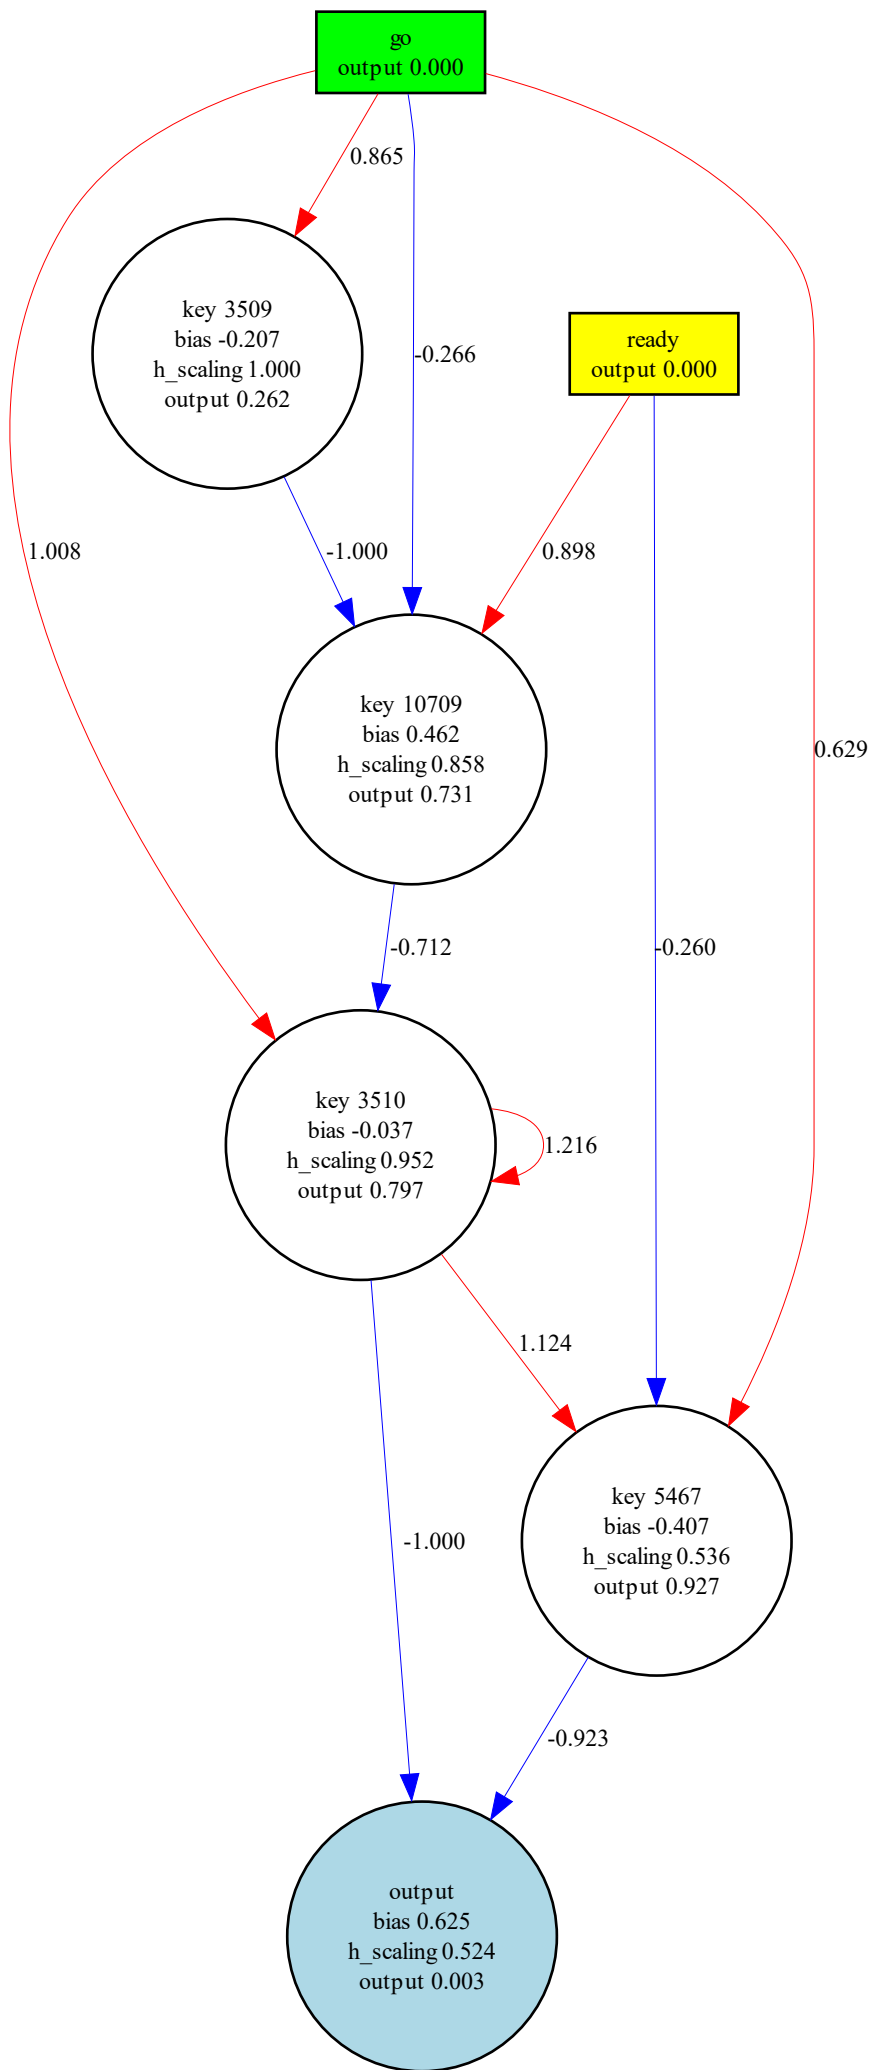 go
output 0.000
0.865
key 3509
bias -0.207
h_scaling 1.000
output 0.262
-0.266
ready
output 0.000
1.008
-1.000
0.898
key 10709
bias 0.462
h_scaling 0.858
output 0.731
0.629
-0.712
-0.260
key 3510
bias -0.037
h_scaling 0.952
output 0.797
1.216
1.124
key 5467
bias -0.407
h_scaling 0.536
output 0.927
-1.000
-0.923
output
bias 0.625
h_scaling 0.524
output 0.003